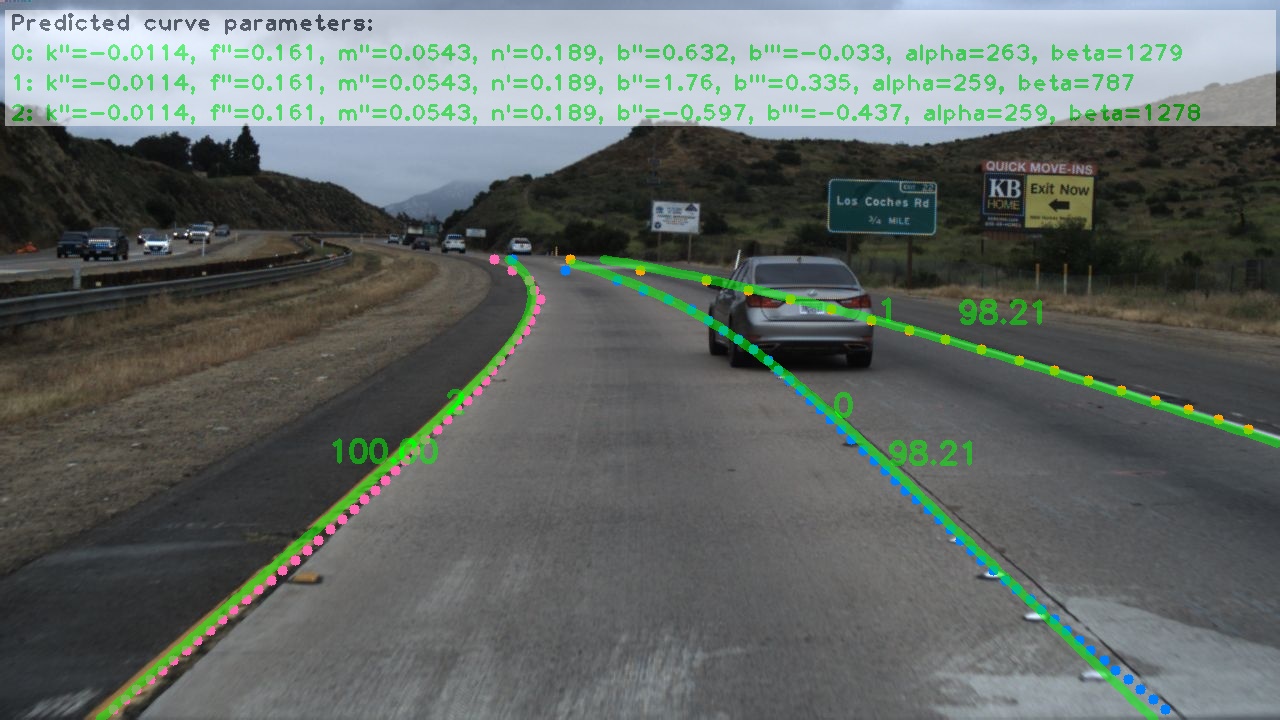 Predicted curve parameters:
0: k''=-0.0114, f''=0.161, m''=0.0543, n'=0.189, b''=0.632, b'''=-0.033, alpha=263, beta=1279
1: k''=-0.0114, f''=0.161, m''=0.0543, n'=0.189, b''=1.76, b'''=0.335, alpha=259, beta=787
2: k''=-0.0114, f''=0.161, m''=0.0543, n'=0.189, b''=-0.597, b'''=-0.437, alpha=259, beta=1278
QUICK MOVE-INS
KB
HOME
Exit Now
EXIT 22
Los Coches Rd
3/4 MILE
1 98.21
2
0
100.00
98.21